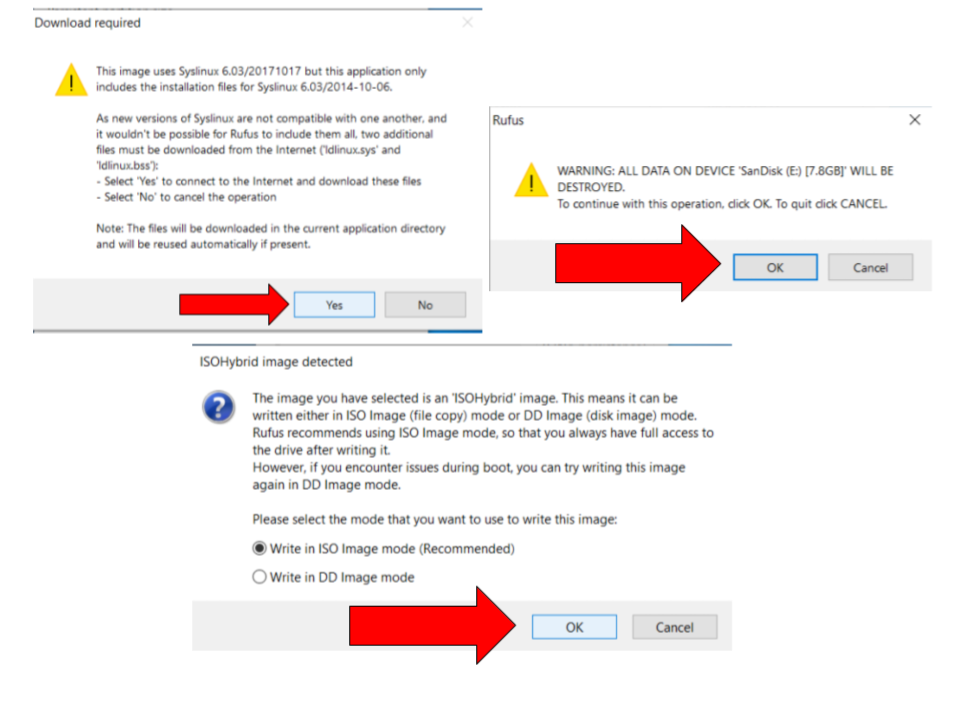 Download required
This image uses Syslinux 6.03/20171017 but this application only
includes the installation files for Syslinux 6.03/2014-10-06.
As new versions of Syslinux are not compatible with one another, and
it wouldn't be possible for Rufus to include them all, two additional
files must be downloaded from the Internet ('ldlinux.sys' and
'ldlinux.bss'):
- Select 'Yes' to connect to the Internet and download these files
- Select 'No' to cancel the operation
Note: The files will be downloaded in the current application directory
and will be reused automatically if present.
Yes
No
Rufus
WARNING: ALL DATA ON DEVICE 'SanDisk (E:) [7.8GB]' WILL BE
DESTROYED.
To continue with this operation, click OK. To quit click CANCEL.
OK
Cancel
ISOHybrid image detected
The image you have selected is an 'ISOHybrid' image. This means it can be
written either in ISO Image (file copy) mode or DD Image (disk image) mode.
Rufus recommends using ISO Image mode, so that you always have full access to
the drive after writing it.
However, if you encounter issues during boot, you can try writing this image
again in DD Image mode.
Please select the mode that you want to use to write this image:
Write in ISO Image mode (Recommended)
Write in DD Image mode
OK
Cancel